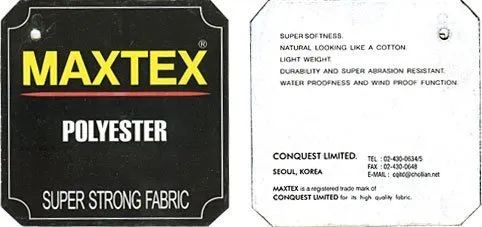 MAXTEX®
POLYESTER
SUPER STRONG FABRIC
SUPER SOFTNESS.
NATURAL LOOKING LIKE A COTTON.
LIGHT WEIGHT.
DURABILITY AND SUPER ABRASION RESISTANT.
WATER PROOFNESS AND WIND PROOF FUNCTION.
CONQUEST LIMITED.
SEOUL, KOREA
TEL : 02-430-0634/5
FAX : 02-430-0648
E-MAIL : cqltd@chollian.net
MAXTEX is a registered trade mark of
CONQUEST LIMITED for its high quality fabric.